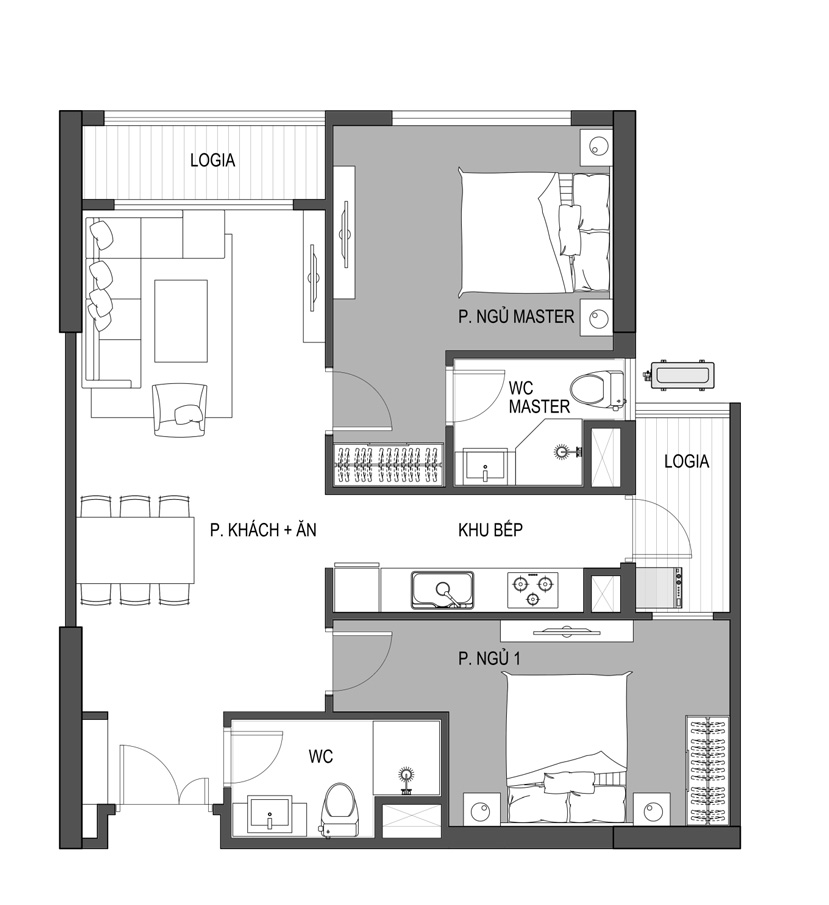 LOGIA
P. NGỦ MASTER
WC
MASTER
LOGIA
P. KHÁCH + ĂN
KHU BẾP
P. NGỦ 1
WC